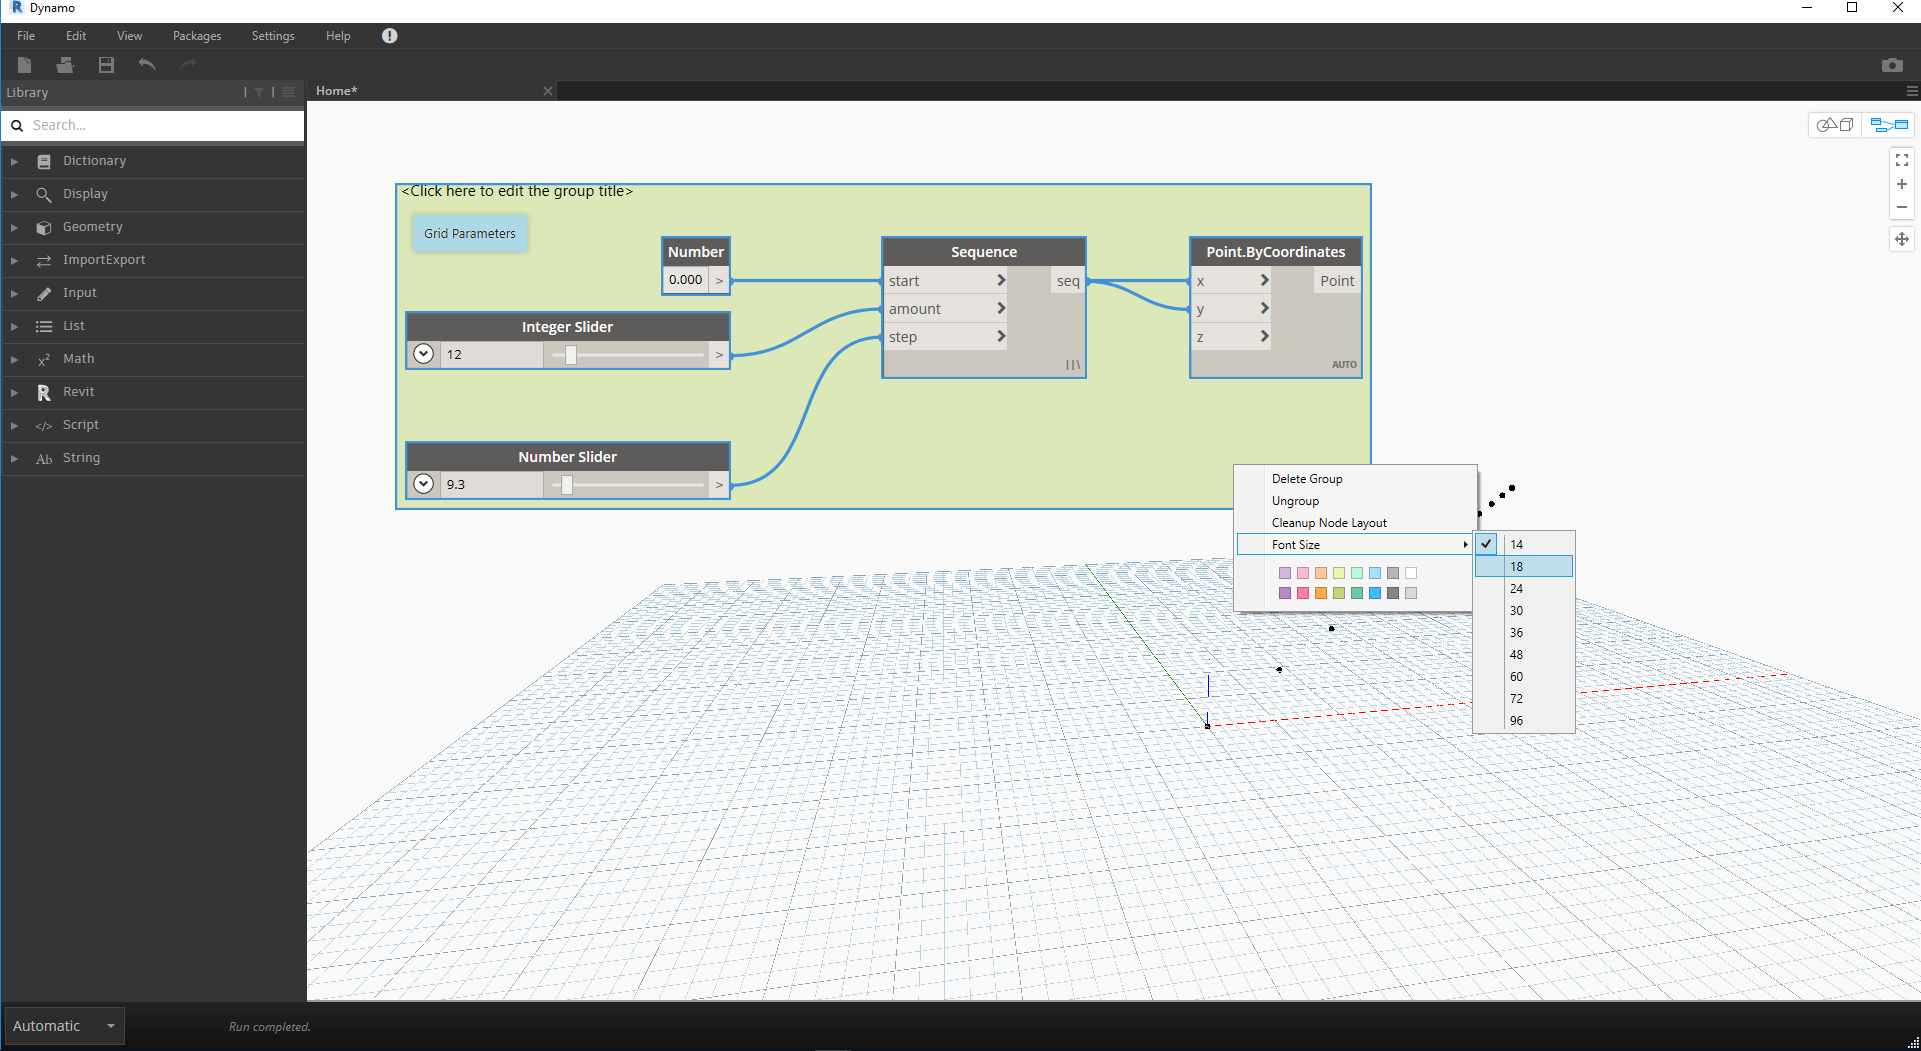 Dynamo
File Edit View Packages Settings Help
Library
Home*
Search...
Dictionary
Display
Geometry
ImportExport
Input
List
Math
Revit
Script
String
<Click here to edit the group title>
Grid Parameters
Number
0.000 >
Integer Slider
12 >
Number Slider
9.3 >
Sequence
start > seq
amount >
step >
Point.ByCoordinates
x > Point
y >
z >
AUTO
Delete Group
Ungroup
Cleanup Node Layout
Font Size
14
18
24
30
36
48
60
72
96
Automatic
Run completed.